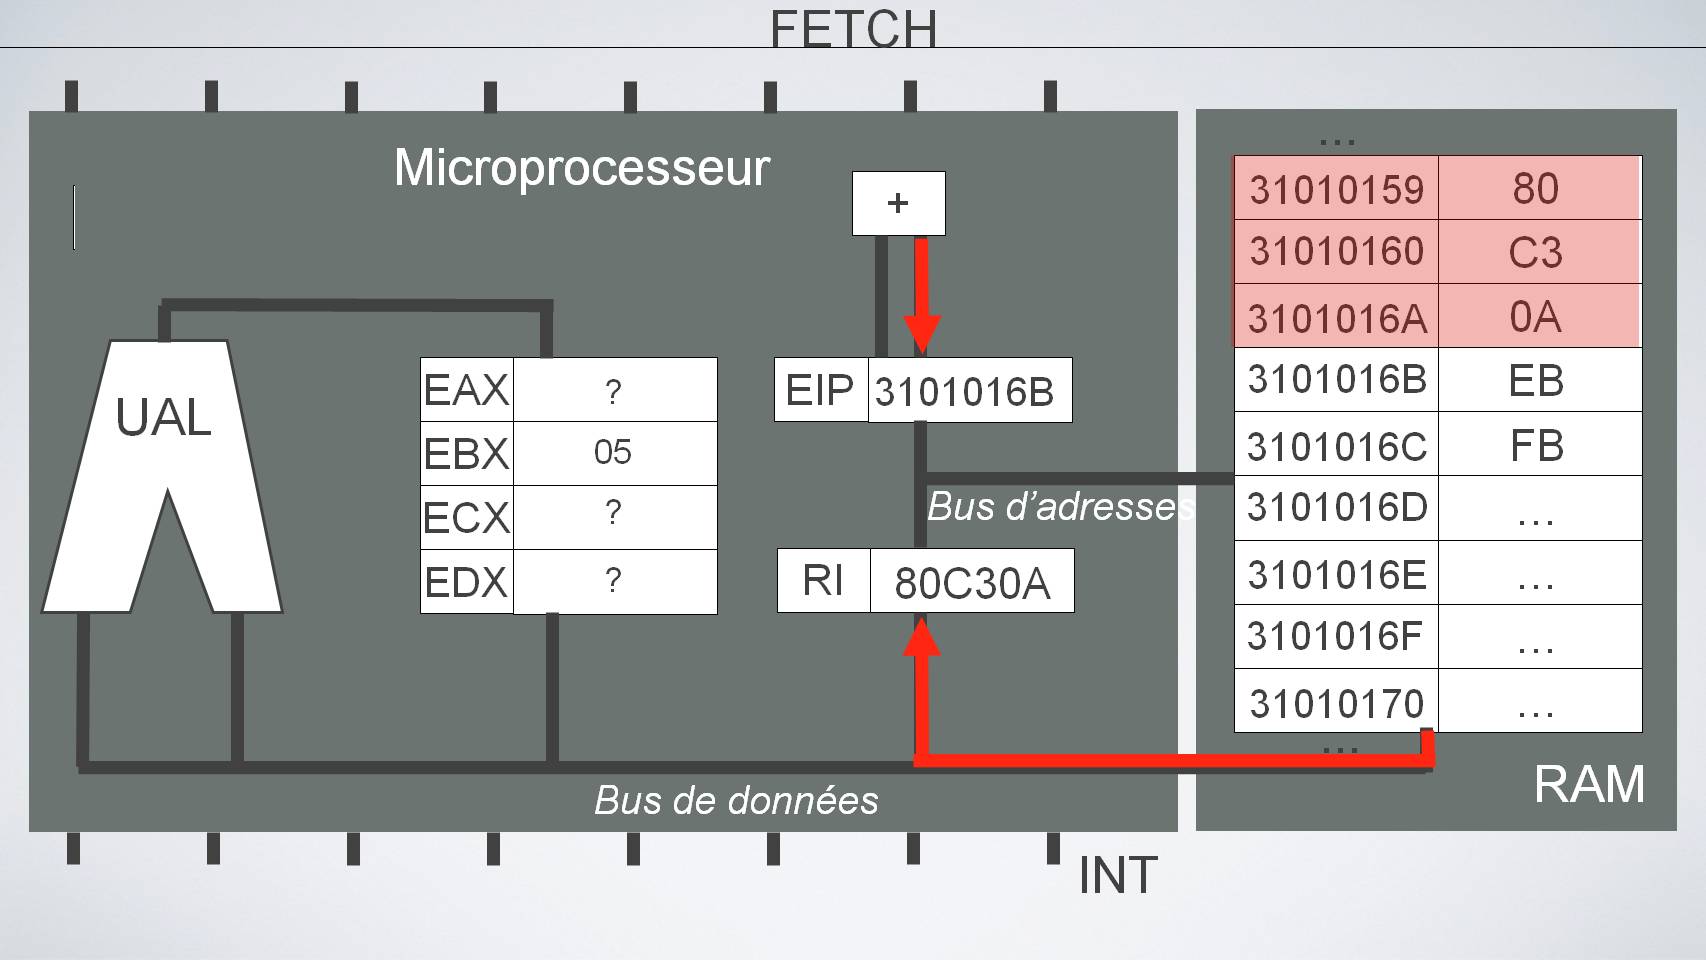 FETCH
Microprocesseur
+
UAL
EAX ?
EBX 05
ECX ?
EDX ?
EIP 3101016B
Bus d’adresses
RI 80C30A
Bus de données
INT
...
31010159 80
31010160 C3
3101016A 0A
3101016B EB
3101016C FB
3101016D ...
3101016E ...
3101016F ...
31010170 ...
...
RAM